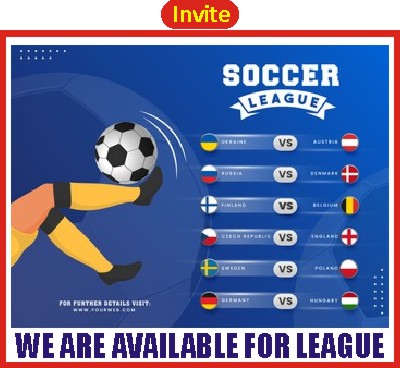 Invite
SOCCER
LEAGUE
UKRAINE VS AUSTRIA
RUSSIA VS DENMARK
FINLAND VS BELGIUM
CZECH REPUBLIC VS ENGLAND
SWEDEN VS POLAND
GERMANY VS HUNGARY
FOR FURTHER DETAILS VISIT:
WWW.YOURWEB.COM
WE ARE AVAILABLE FOR LEAGUE